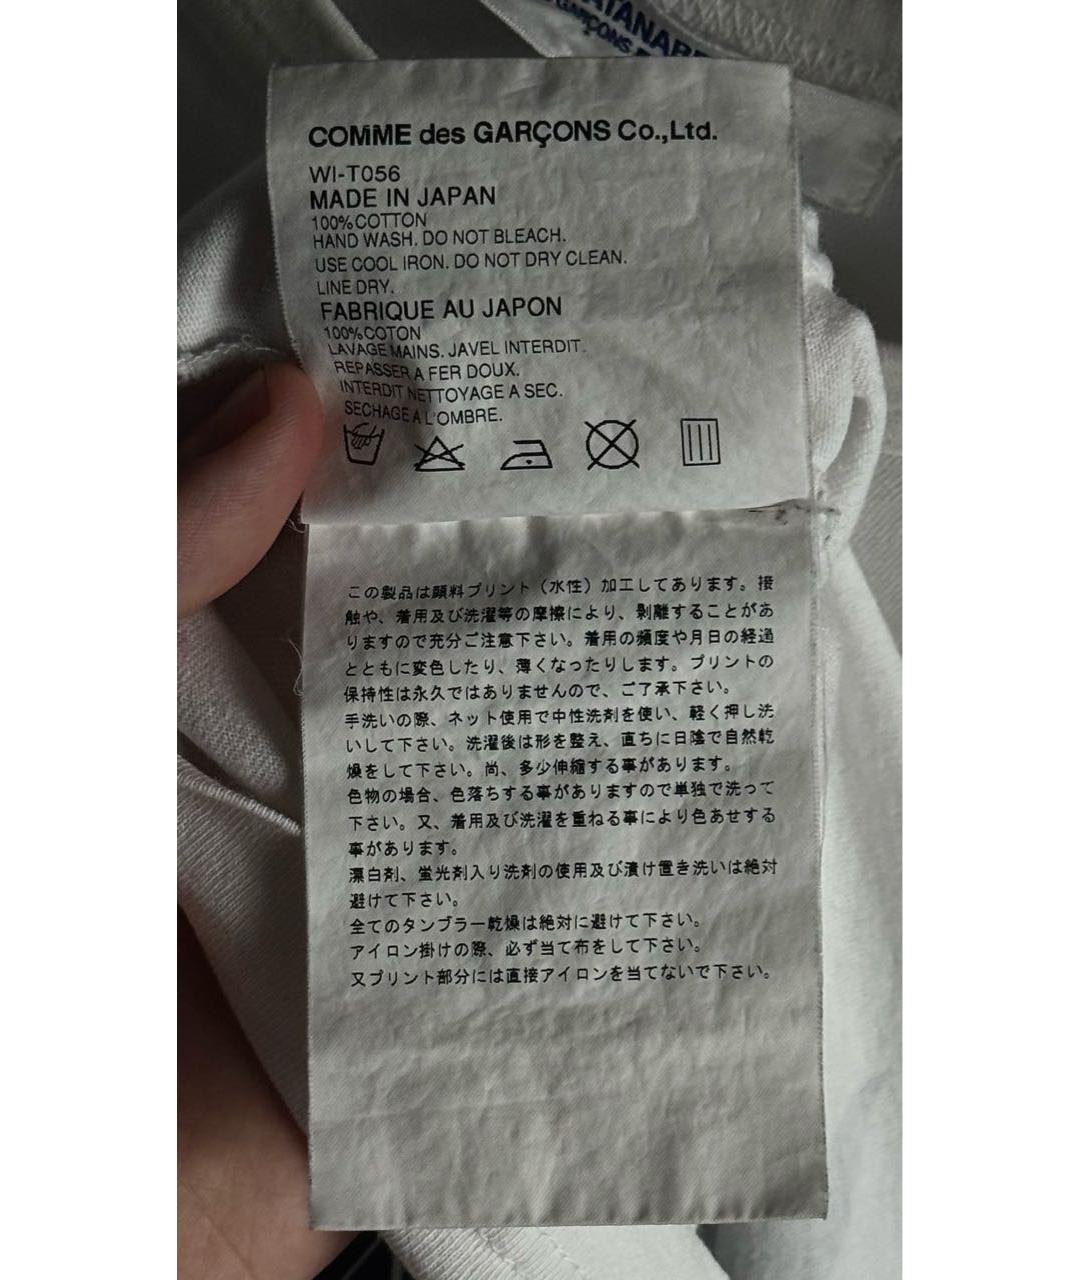 WATANABE
GARÇONS
COMME des GARÇONS Co.,Ltd.
WI-T056
MADE IN JAPAN
100%COTTON
HAND WASH. DO NOT BLEACH.
USE COOL IRON. DO NOT DRY CLEAN.
LINE DRY.
FABRIQUE AU JAPON
100%COTON
LAVAGE MAINS. JAVEL INTERDIT.
REPASSER A FER DOUX.
INTERDIT NETTOYAGE A SEC.
SECHAGE A L'OMBRE.
この製品は顔料プリント（水性）加工してあります。接
触や、着用及び洗濯等の摩擦により、剥離することがあ
りますので充分ご注意下さい。着用の頻度や月日の経過
とともに変色したり、薄くなったりします。プリントの
保持性は永久ではありませんので、ご了承下さい。
手洗いの際、ネット使用で中性洗剤を使い、軽く押し洗
いして下さい。洗濯後は形を整え、直ちに日陰で自然乾
燥をして下さい。尚、多少伸縮する事があります。
色物の場合、色落ちする事がありますので単独で洗って
下さい。又、着用及び洗濯を重ねる事により色あせする
事があります。
漂白剤、蛍光剤入り洗剤の使用及び漬け置き洗いは絶対
避けて下さい。
全てのタンブラー乾燥は絶対に避けて下さい。
アイロン掛けの際、必ず当て布をして下さい。
又プリント部分には直接アイロンを当てないで下さい。